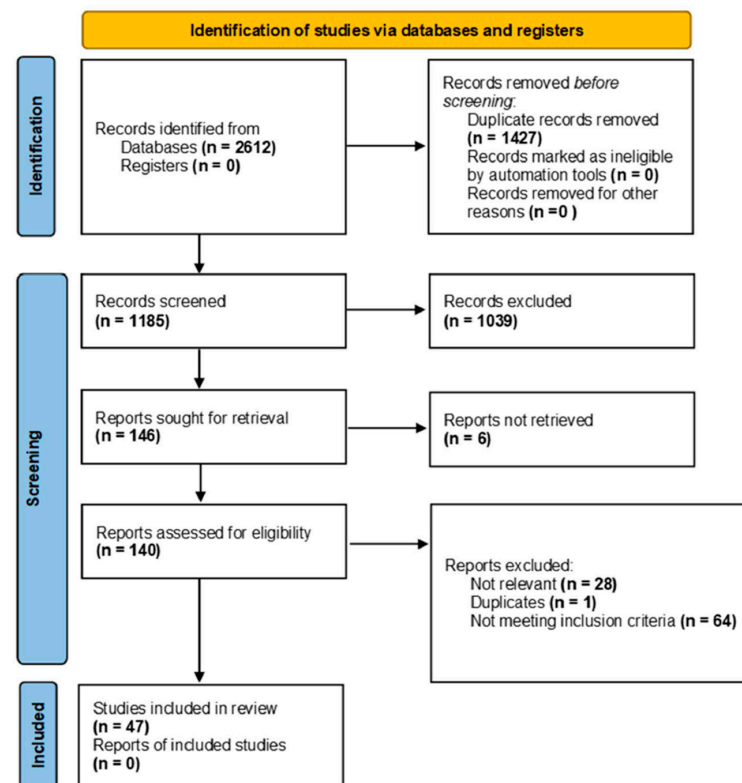 Identification of studies via databases and registers
Identification
Records identified from
Databases (n = 2612)
Registers (n = 0)
Records removed before
screening:
Duplicate records removed
(n = 1427)
Records marked as ineligible
by automation tools (n = 0)
Records removed for other
reasons (n =0 )
Screening
Records screened
(n = 1185)
Records excluded
(n = 1039)
Reports sought for retrieval
(n = 146)
Reports not retrieved
(n = 6)
Reports assessed for eligibility
(n = 140)
Reports excluded:
Not relevant (n = 28)
Duplicates (n = 1)
Not meeting inclusion criteria (n = 64)
Included
Studies included in review
(n = 47)
Reports of included studies
(n = 0)